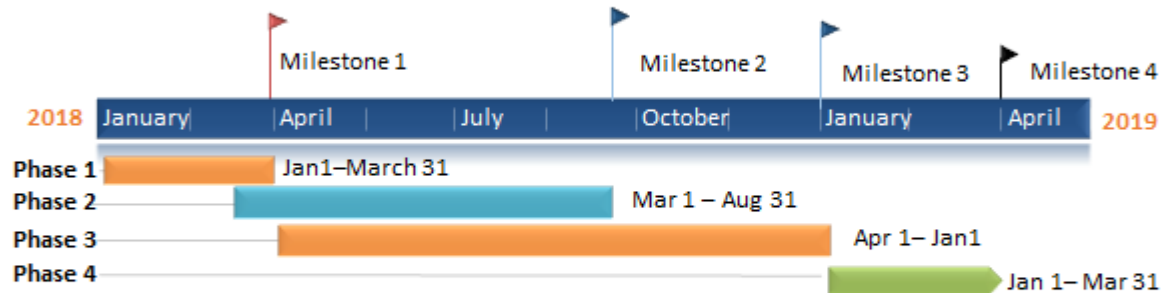 Milestone 1
Milestone 2
Milestone 3
Milestone 4
2018 January April July October January April 2019
Phase 1 Jan1–March 31
Phase 2 Mar 1 – Aug 31
Phase 3 Apr 1– Jan1
Phase 4 Jan 1– Mar 31